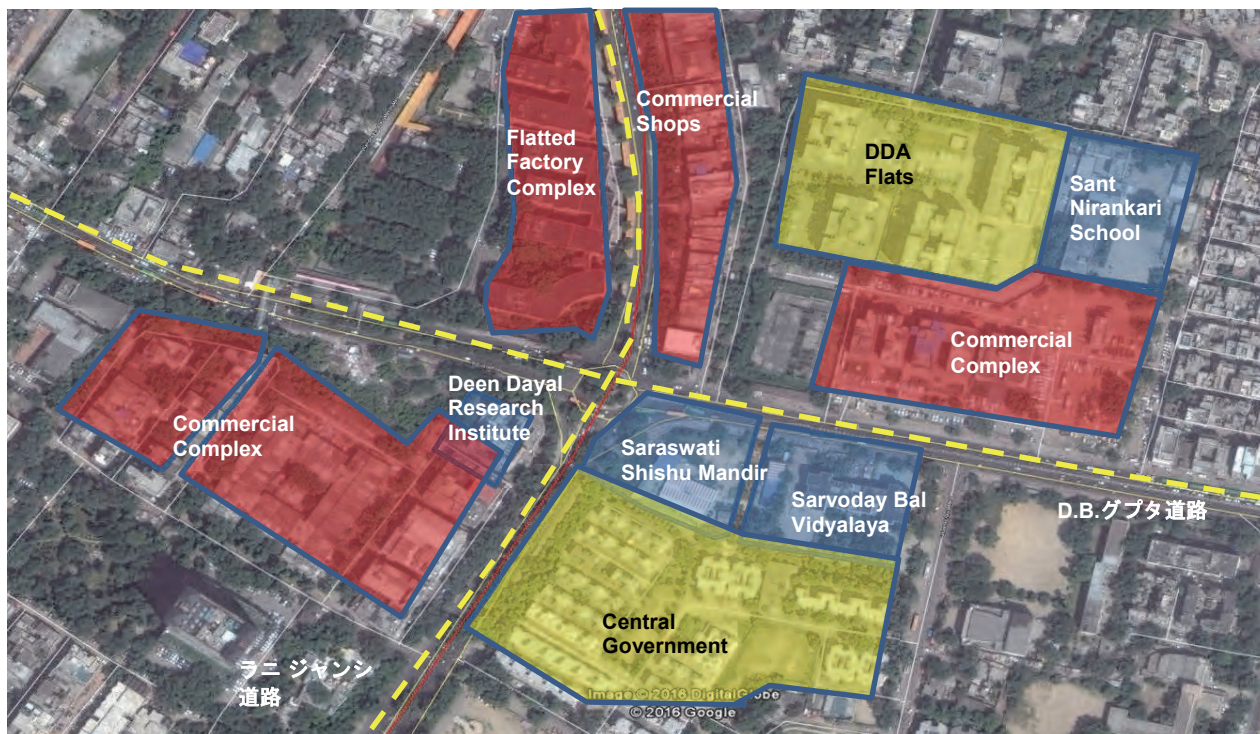 Commercial
Shops
Flatted
Factory
Complex
DDA
Flats
Sant
Nirankari
School
Commercial
Complex
Deen Dayal
Research
Institute
Commercial
Complex
Saraswati
Shishu Mandir
Sarvoday Bal
Vidyalaya
D.B.グプタ道路
Central
Government
ラニ ジャンシ
道路
Image © 2016 DigitalGlobe
© 2016 Google